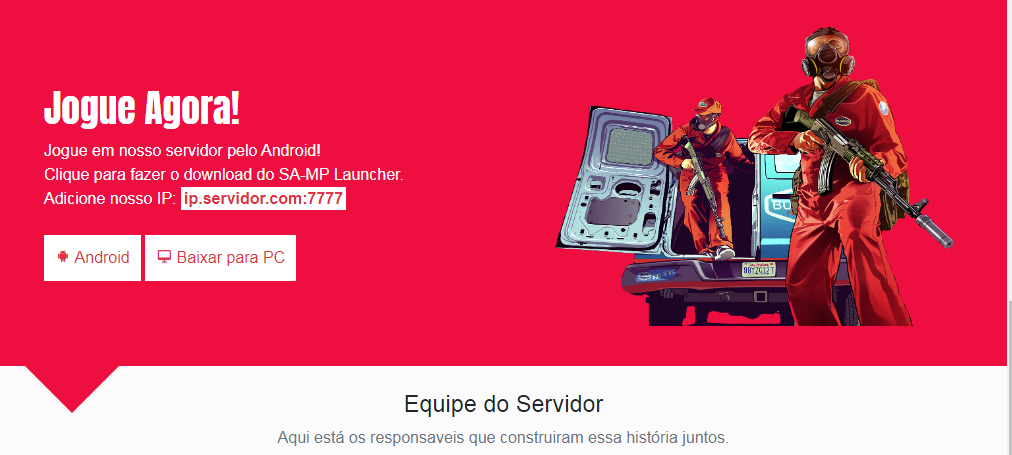 Jogue Agora!
Jogue em nosso servidor pelo Android!
Clique para fazer o download do SA-MP Launcher.
Adicione nosso IP: ip.servidor.com:7777
Android Baixar para PC
Equipe do Servidor
Aqui está os responsaveis que construiram essa história juntos.